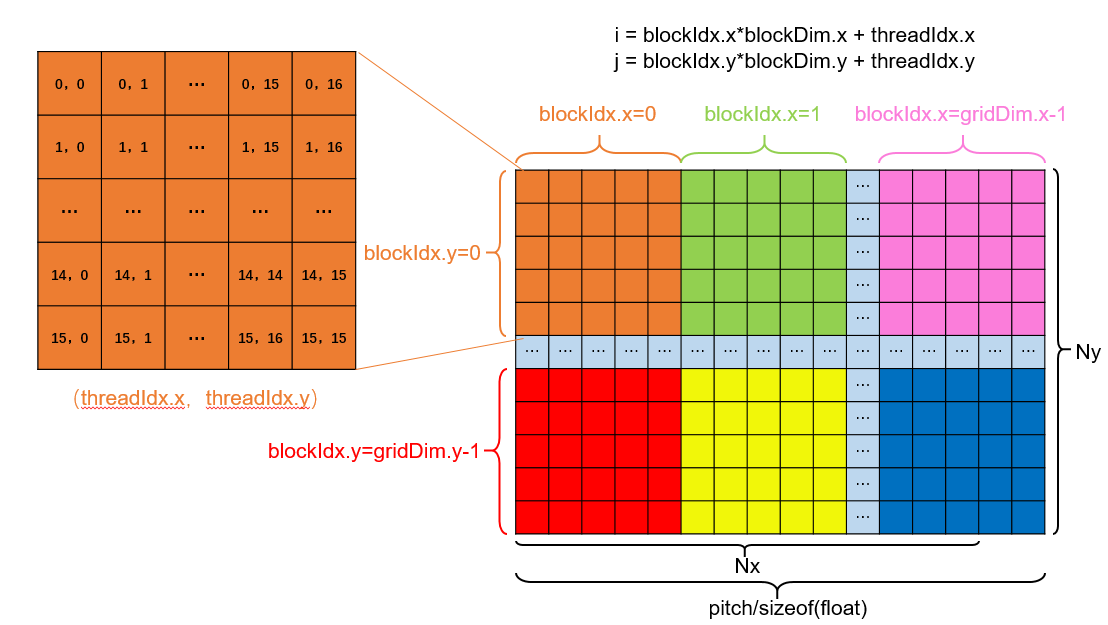 i = blockIdx.x*blockDim.x + threadIdx.x
j = blockIdx.y*blockDim.y + threadIdx.y
blockIdx.x=0 blockIdx.x=1 blockIdx.x=gridDim.x-1
0, 0 0, 1 ... 0, 15 0, 16
1, 0 1, 1 ... 1, 15 1, 16
... ... ... ... ...
14, 0 14, 1 ... 14, 14 14, 15
15, 0 15, 1 ... 15, 16 15, 15
(threadIdx.x, threadIdx.y)
blockIdx.y=0
...
...
...
...
...
... ... ... ... ... ... ... ... ... ... ... ... ... ... ... ...
Ny
blockIdx.y=gridDim.y-1
...
...
...
...
...
Nx
pitch/sizeof(float)